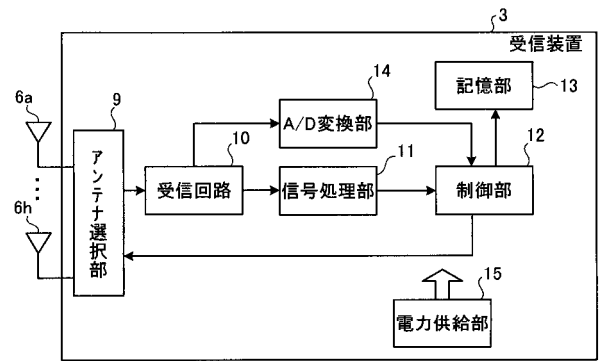 3
受信装置
6a
9
14
記憶部
13
A/D変換部
12
アンテナ選択部
10
11
受信回路
信号処理部
制御部
6h
15
電力供給部